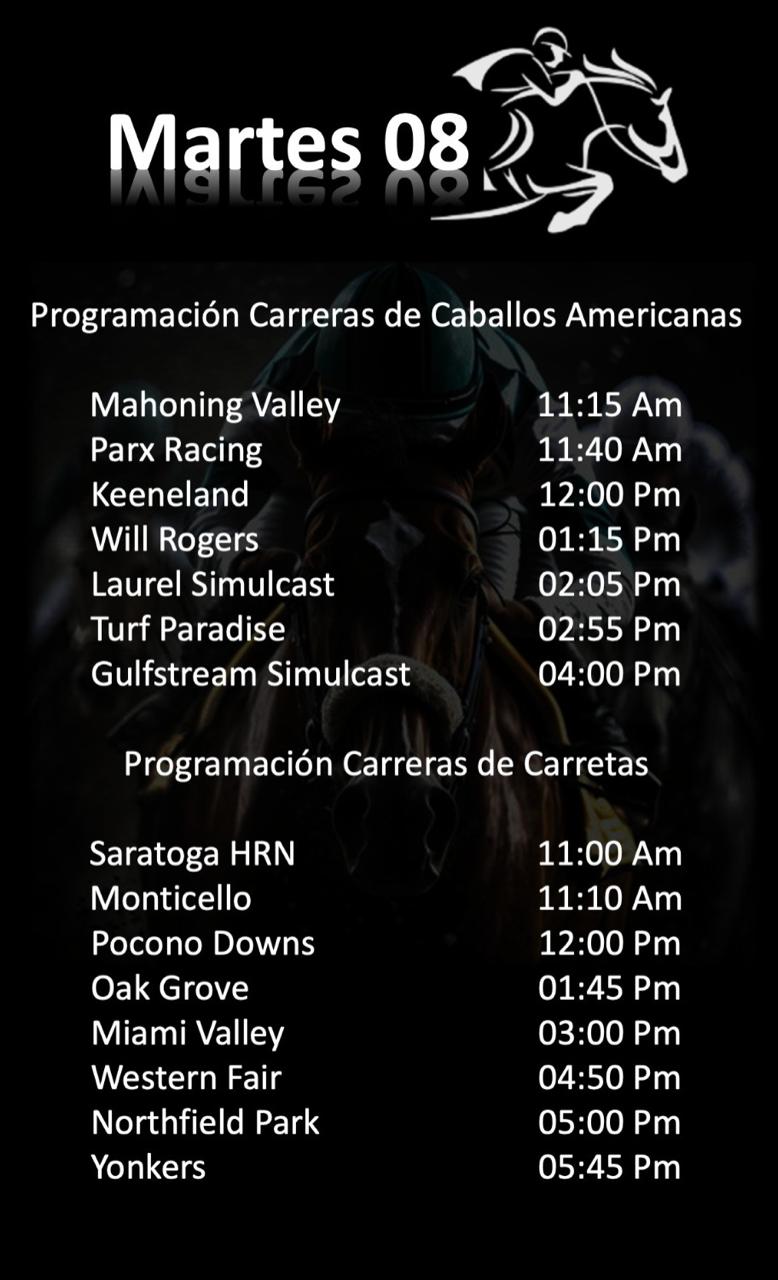 Martes 08
Programación Carreras de Caballos Americanas
Mahoning Valley 11:15 Am
Parx Racing 11:40 Am
Keeneland 12:00 Pm
Will Rogers 01:15 Pm
Laurel Simulcast 02:05 Pm
Turf Paradise 02:55 Pm
Gulfstream Simulcast 04:00 Pm
Programación Carreras de Carretas
Saratoga HRN 11:00 Am
Monticello 11:10 Am
Pocono Downs 12:00 Pm
Oak Grove 01:45 Pm
Miami Valley 03:00 Pm
Western Fair 04:50 Pm
Northfield Park 05:00 Pm
Yonkers 05:45 Pm